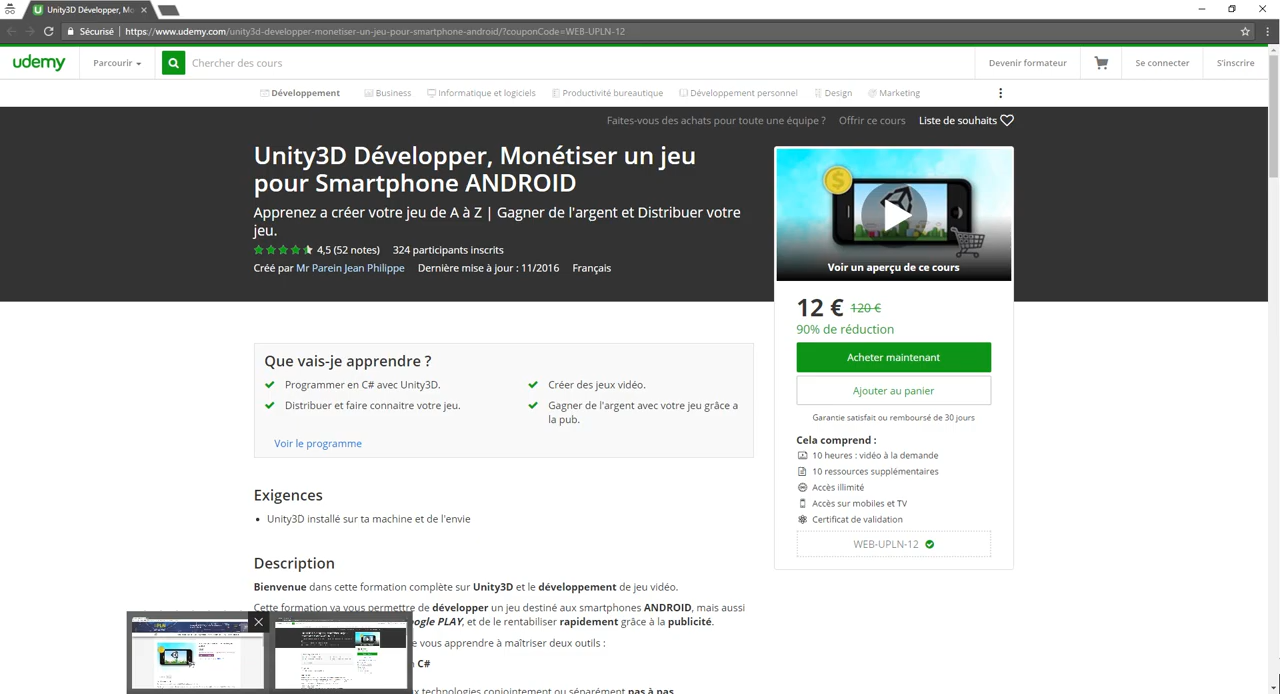 Unity3D Développer, Mo
Sécurisé | https://www.udemy.com/unity3d-developper-monetiser-un-jeu-pour-smartphone-android/?couponCode=WEB-UPLN-12
udemy
Parcourir
Chercher des cours
Devenir formateur
Se connecter
S'inscrire
Développement
Business
Informatique et logiciels
Productivité bureautique
Développement personnel
Design
Marketing
Faites-vous des achats pour toute une équipe ?
Offrir ce cours
Liste de souhaits
Unity3D Développer, Monétiser un jeu
pour Smartphone ANDROID
Apprenez a créer votre jeu de A à Z | Gagner de l'argent et Distribuer votre
jeu.
4,5 (52 notes) 324 participants inscrits
Créé par Mr Parein Jean Philippe Dernière mise à jour : 11/2016 Français
Voir un aperçu de ce cours
12 € 120 €
90% de réduction
Acheter maintenant
Ajouter au panier
Garantie satisfait ou remboursé de 30 jours
Cela comprend :
10 heures : vidéo à la demande
10 ressources supplémentaires
Accès illimité
Accès sur mobiles et TV
Certificat de validation
WEB-UPLN-12
Que vais-je apprendre ?
Programmer en C# avec Unity3D.
Créer des jeux vidéo.
Distribuer et faire connaitre votre jeu.
Gagner de l'argent avec votre jeu grâce a
la pub.
Voir le programme
Exigences
Unity3D installé sur ta machine et de l'envie
Description
Bienvenue dans cette formation complète sur Unity3D et le développement de jeu vidéo.
Cette formation va vous permettre de développer un jeu destiné aux smartphones ANDROID, mais aussi
PLAY, et de le rentabiliser rapidement grâce à la publicité.
vous apprendre à maîtriser deux outils :
C#
technologies conjointement ou séparément pas à pas